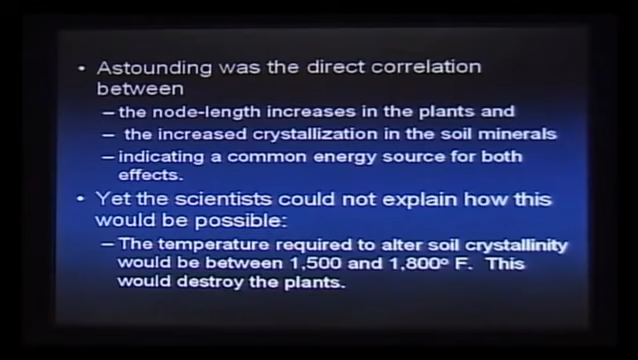 • Astounding was the direct correlation
between
– the node-length increases in the plants and
– the increased crystallization in the soil minerals
– indicating a common energy source for both
effects.
• Yet the scientists could not explain how this
would be possible:
– The temperature required to alter soil crystallinity
would be between 1,500 and 1,800º F. This
would destroy the plants.